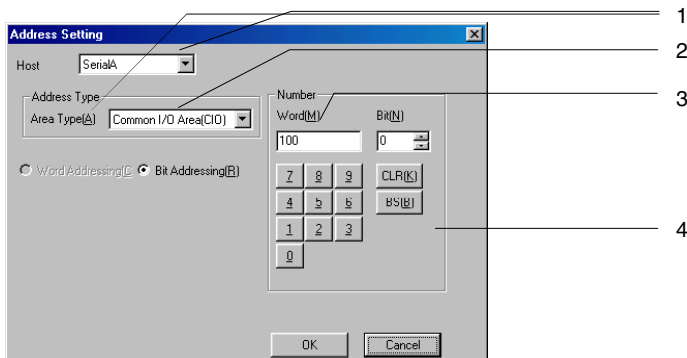 Address Setting
1
Host SerialA
2
Address Type
Area Type(A) Common I/O Area(CIO)
Number
3
Word(M) Bit(N)
100 0
Word Addressing(C Bit Addressing(R)
7 8 9 CLR(K)
4 5 6 BS(B)
1 2 3
4
0
OK Cancel